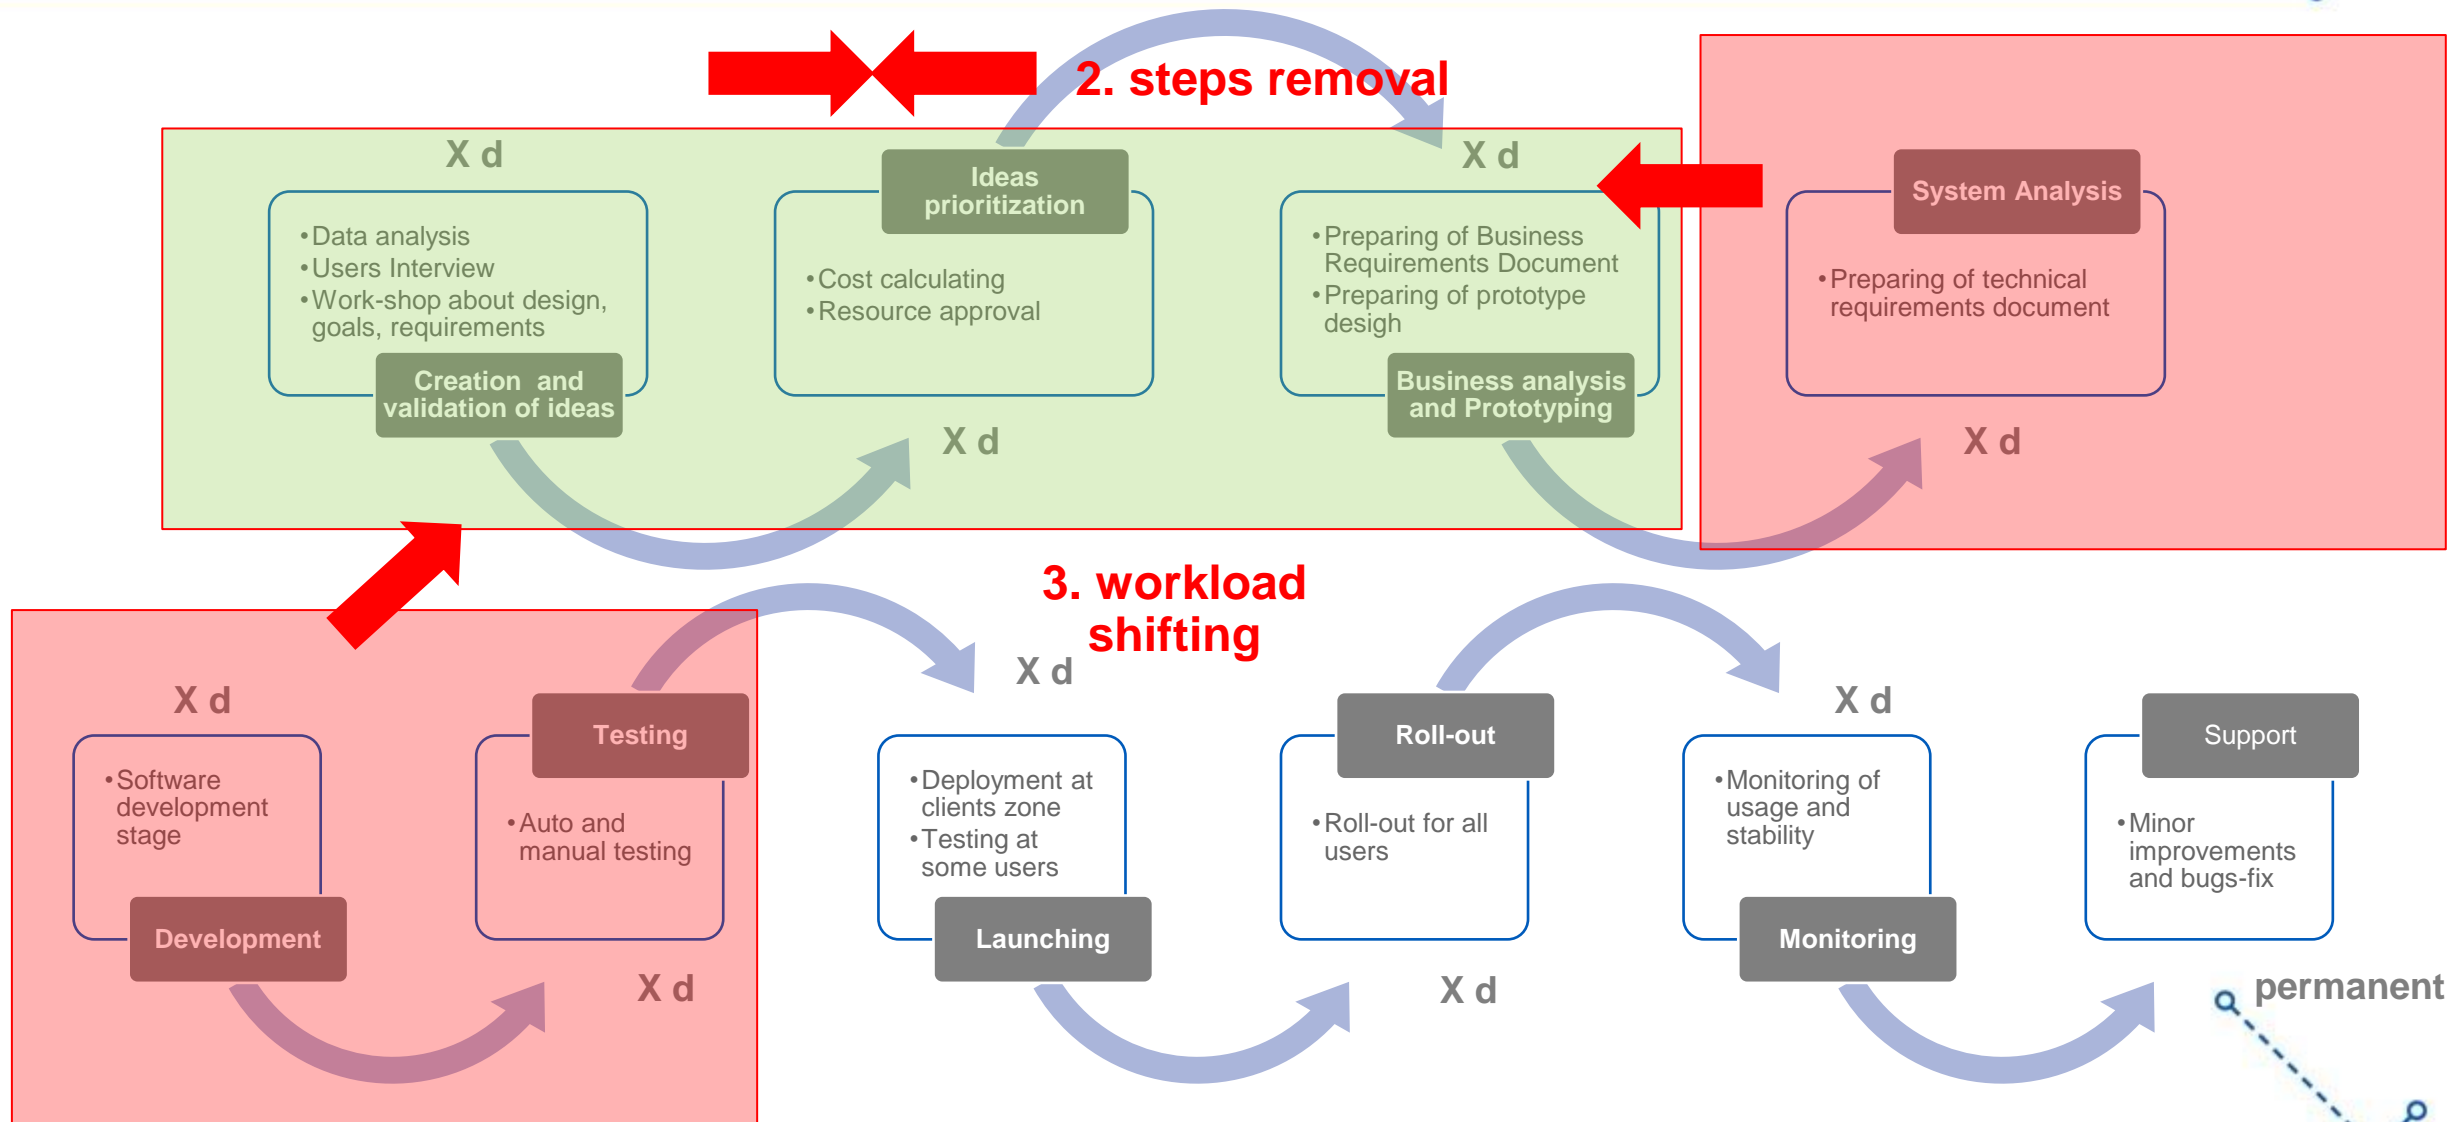 2. steps removal
X d
• Data analysis
• Users Interview
• Work-shop about design,
goals, requirements
Creation and
validation of ideas
Ideas
prioritization
• Cost calculating
• Resource approval
X d
X d
• Preparing of Business
Requirements Document
• Preparing of prototype
desigh
Business analysis
and Prototyping
System Analysis
• Preparing of technical
requirements document
X d
3. workload
shifting
X d
• Software
development
stage
Development
Testing
• Auto and
manual testing
X d
X d
• Deployment at
clients zone
• Testing at
some users
Launching
Roll-out
• Roll-out for all
users
X d
X d
• Monitoring of
usage and
stability
Monitoring
Support
• Minor
improvements
and bugs-fix
permanent